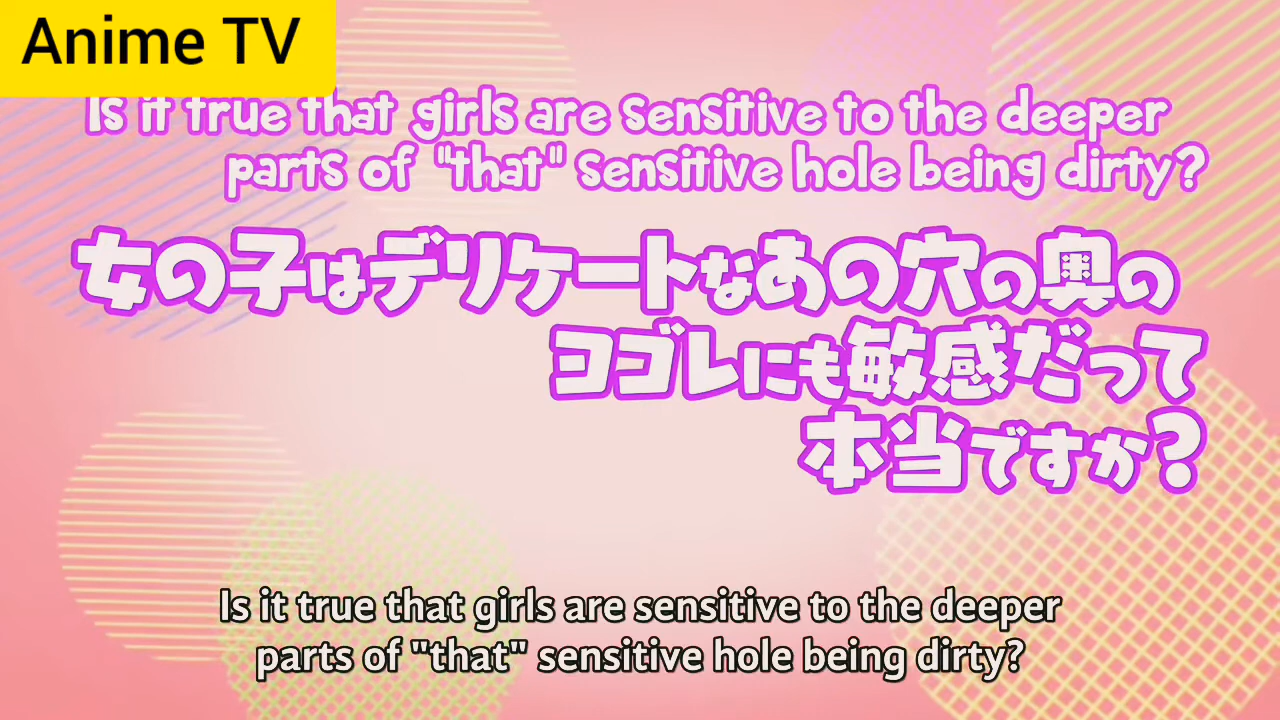 Anime TV
Is it true that girls are sensitive to the deeper
parts of "that" sensitive hole being dirty?
女の子はデリケートなあの穴の奥の
ヨゴレにも敏感だって
本当ですか?
Is it true that girls are sensitive to the deeper
parts of "that" sensitive hole being dirty?